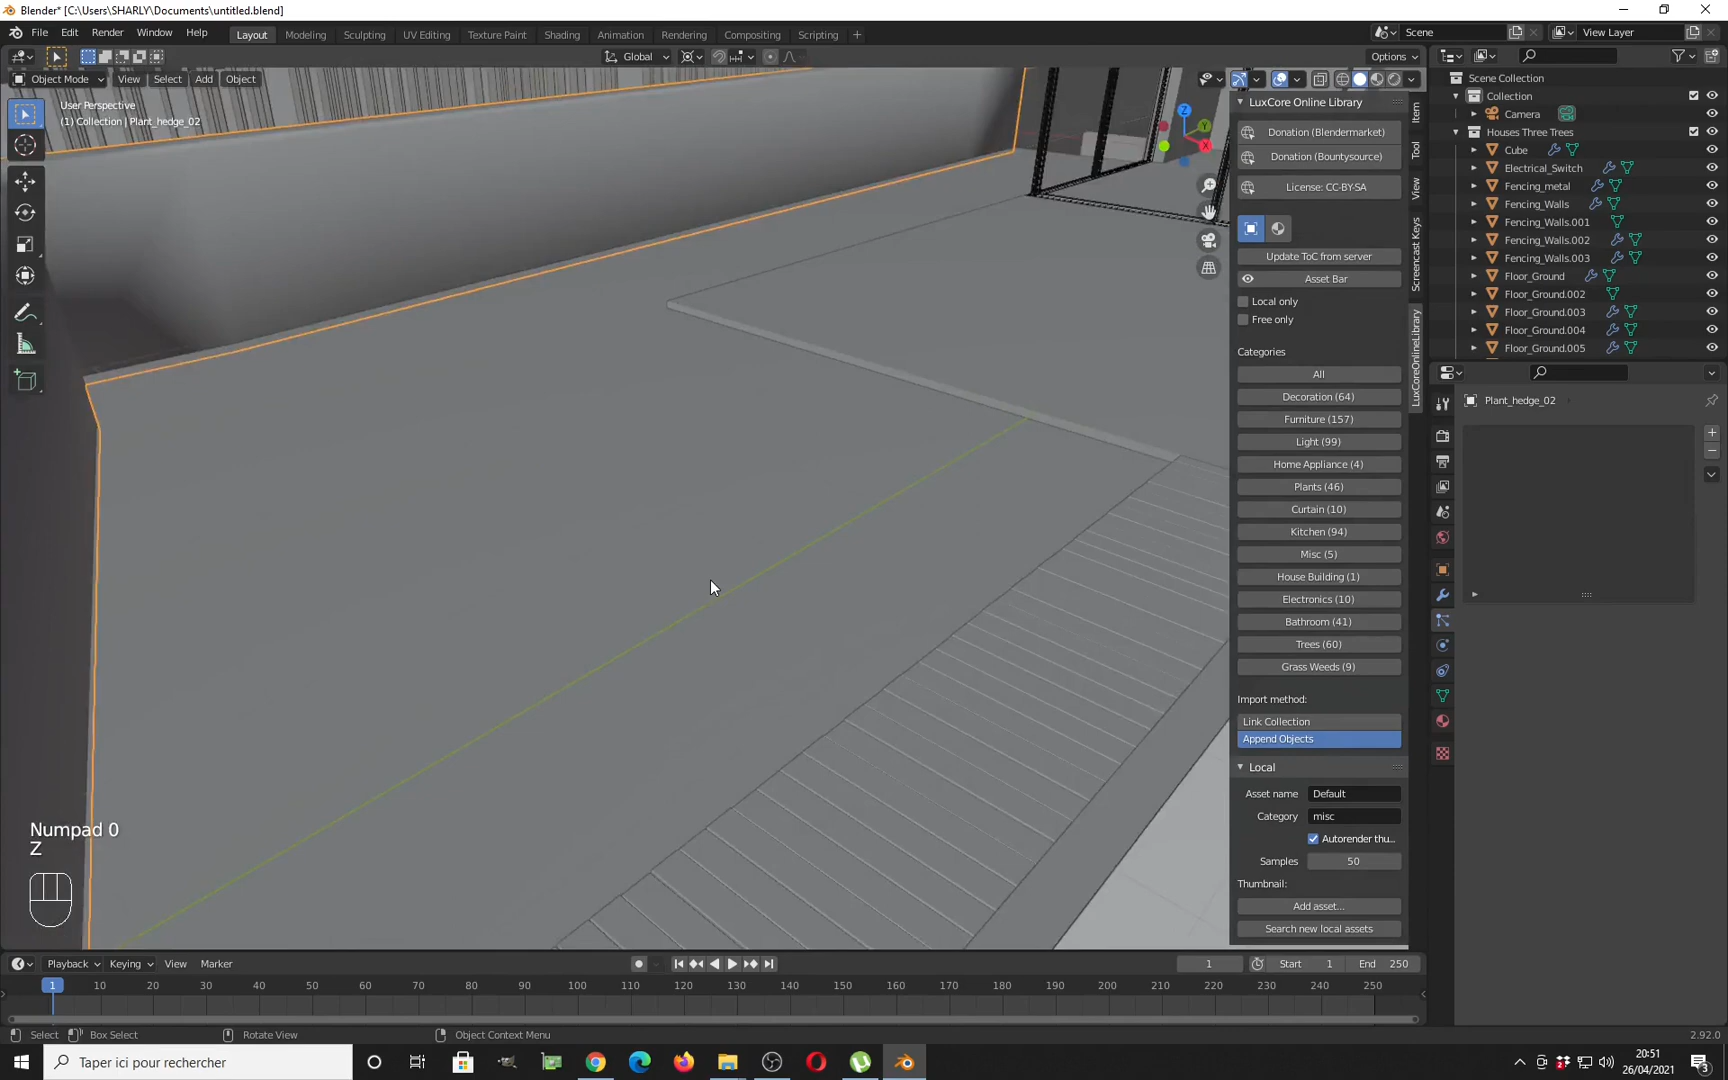 Blender* [C:\Users\SHARLY\Documents\untitled.blend]
File Edit Render Window Help Layout Modeling Sculpting UV Editing Texture Paint Shading Animation Rendering Compositing Scripting + Scene View Layer
Global Options
Object Mode View Select Add Object
User Perspective
(1) Collection | Plant_hedge_02
LuxCore Online Library
Donation (Blendermarket)
Donation (Bountysource)
License: CC-BY-SA
Update ToC from server
Asset Bar
Local only
Free only
Categories
All
Decoration (64)
Furniture (157)
Light (99)
Home Appliance (4)
Plants (46)
Curtain (10)
Kitchen (94)
Misc (5)
House Building (1)
Electronics (10)
Bathroom (41)
Trees (60)
Grass Weeds (9)
Import method:
Link Collection
Append Objects
Local
Asset name Default
Category misc
Autorender thu...
Samples 50
Thumbnail:
Add asset...
Search new local assets
Item
Tool
View
Screencast Keys
LuxCoreOnlineLibrary
Z
Y
X
Scene Collection
Collection
Camera
Houses Three Trees
Cube
Electrical_Switch
Fencing_metal
Fencing_Walls
Fencing_Walls.001
Fencing_Walls.002
Fencing_Walls.003
Floor_Ground
Floor_Ground.002
Floor_Ground.003
Floor_Ground.004
Floor_Ground.005
Plant_hedge_02
Numpad 0
Z
Playback Keying View Marker 1 Start 1 End 250
1 10 20 30 40 50 60 70 80 90 100 110 120 130 140 150 160 170 180 190 200 210 220 230 240 250
Select Box Select Rotate View Object Context Menu 2.92.0
Taper ici pour rechercher
20:51
26/04/2021
3